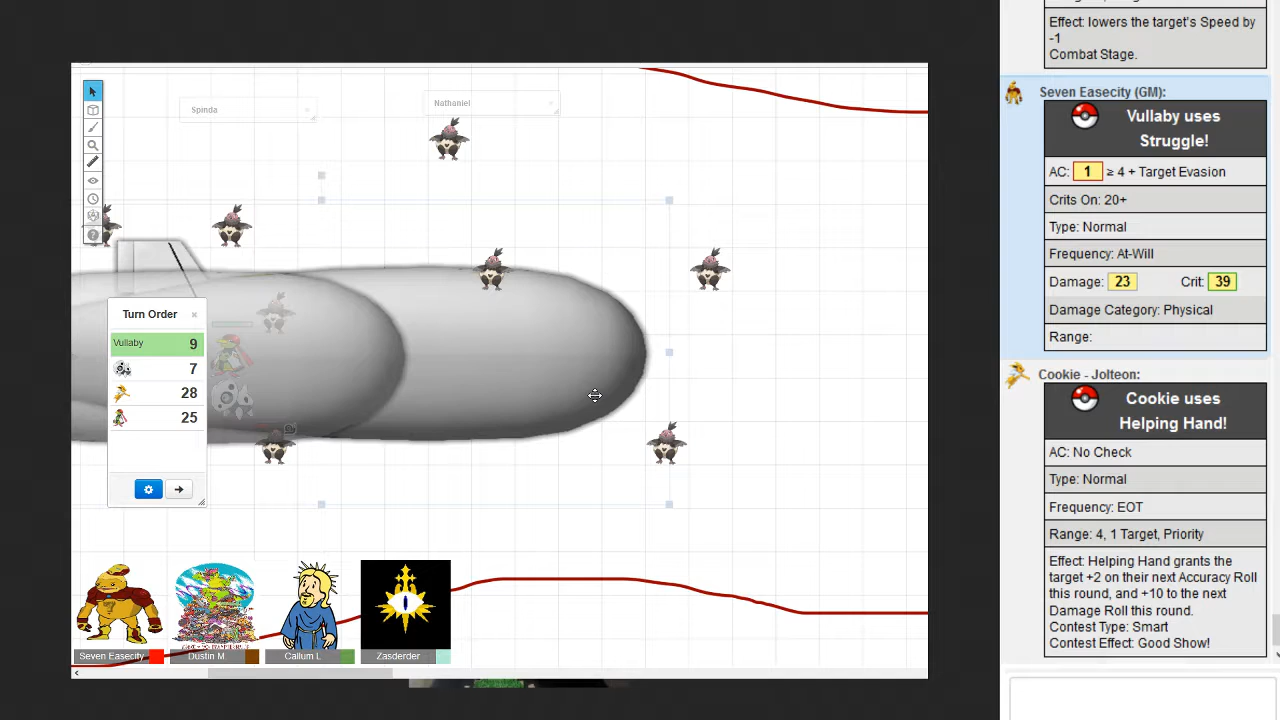 Spinda
Nathaniel
Turn Order
Vullaby 9
7
28
25
Seven Easecity
Dustin M
Callum L
Zasderder
Effect: lowers the target's Speed by
-1
Combat Stage.
Seven Easecity (GM):
Vullaby uses
Struggle!
AC: 1 ≥ 4 + Target Evasion
Crits On: 20+
Type: Normal
Frequency: At-Will
Damage: 23 Crit: 39
Damage Category: Physical
Range:
Cookie - Jolteon:
Cookie uses
Helping Hand!
AC: No Check
Type: Normal
Frequency: EOT
Range: 4, 1 Target, Priority
Effect: Helping Hand grants the
target +2 on their next Accuracy Roll
this round, and +10 to the next
Damage Roll this round.
Contest Type: Smart
Contest Effect: Good Show!